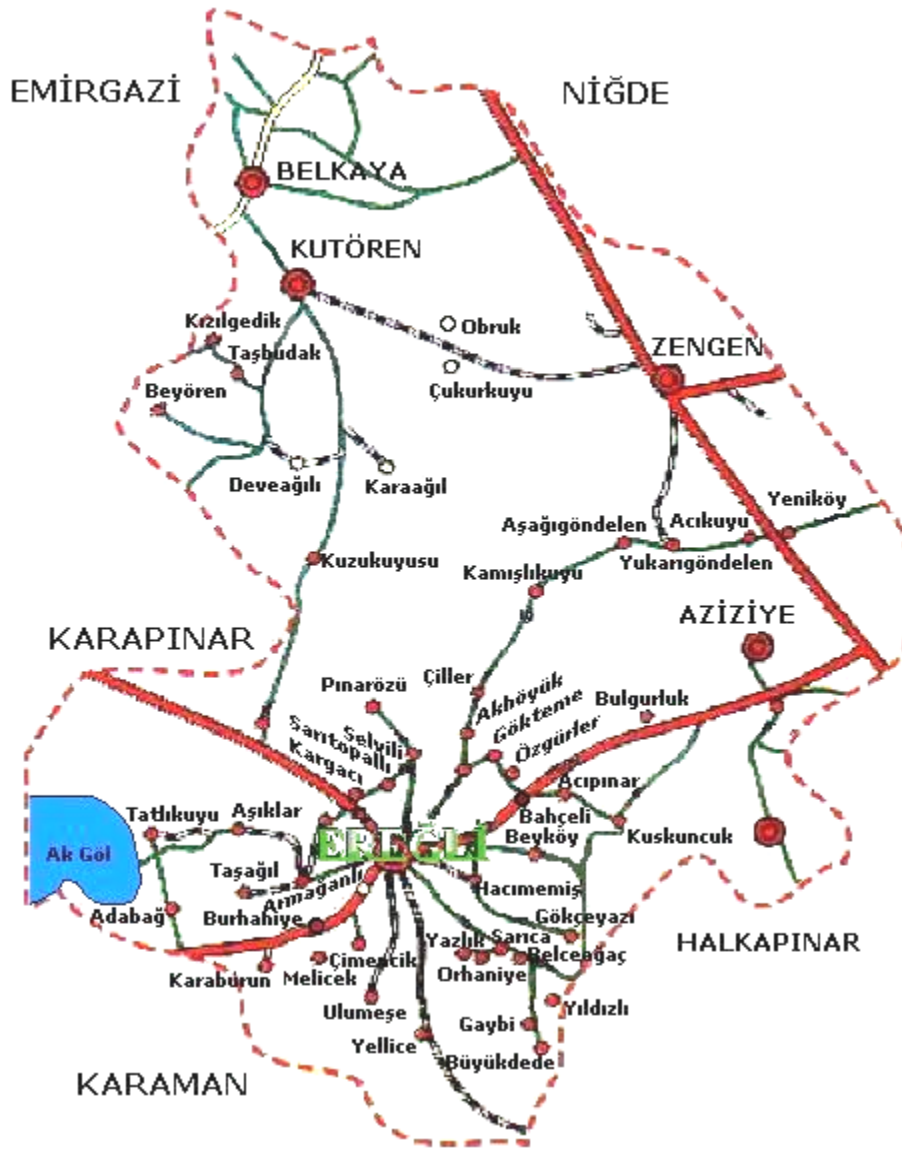 EMİRGAZİ
NİĞDE
BELKAYA
KUTÖREN
Kızılgedik
Obruk
Taşbudak
ZENGEN
Beyören
Çukurkuyu
Deveağılı
Karaağıl
Yeniköy
Aşağıgöndelen
Acıkuyu
Kuzukuyusu
Yukarıgöndelen
Kamışlıkuyu
AZİZİYE
KARAPINAR
Çiller
Pınarözü
Akhöyük
Bulgurluk
Gökteme
Selvili
Özgürler
Sarıtopallı
Kargacı
Acıpınar
Tatlıkuyu
Aşıklar
Bahçeli
Ak Göl
EREĞLİ
Beyköy
Kuskuncuk
Taşağıl
Armağanlı
Hacımemiş
Adabağ
Burhaniye
Gökçeyazı
Yazlık
Sarıca
HALKAPINAR
Çimencik
Belceağaç
Karaburun
Melicek
Orhaniye
Ulumeşe
Yıldızlı
Gaybi
Yellice
Büyükdede
KARAMAN